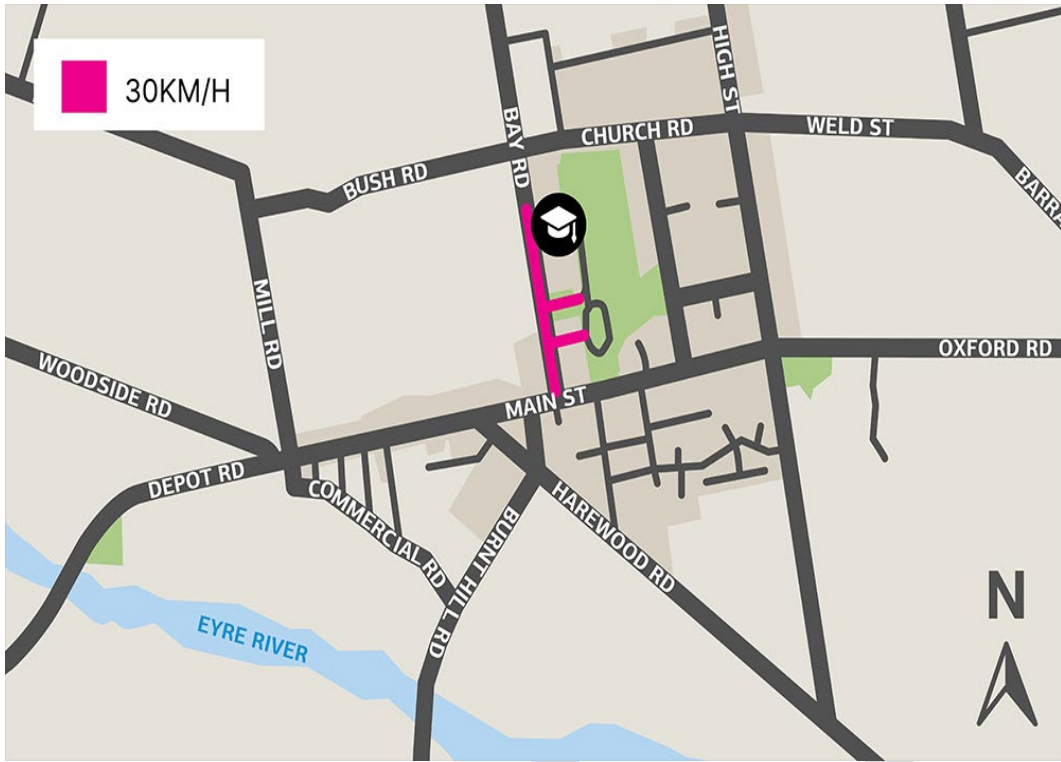 30KM/H
HIGH ST
BAY RD
CHURCH RD
WELD ST
BUSH RD
BARRA
MILL RD
WOODSIDE RD
OXFORD RD
MAIN ST
DEPOT RD
COMMERCIAL RD
BURNT HILL RD
HAREWOOD RD
EYRE RIVER
N